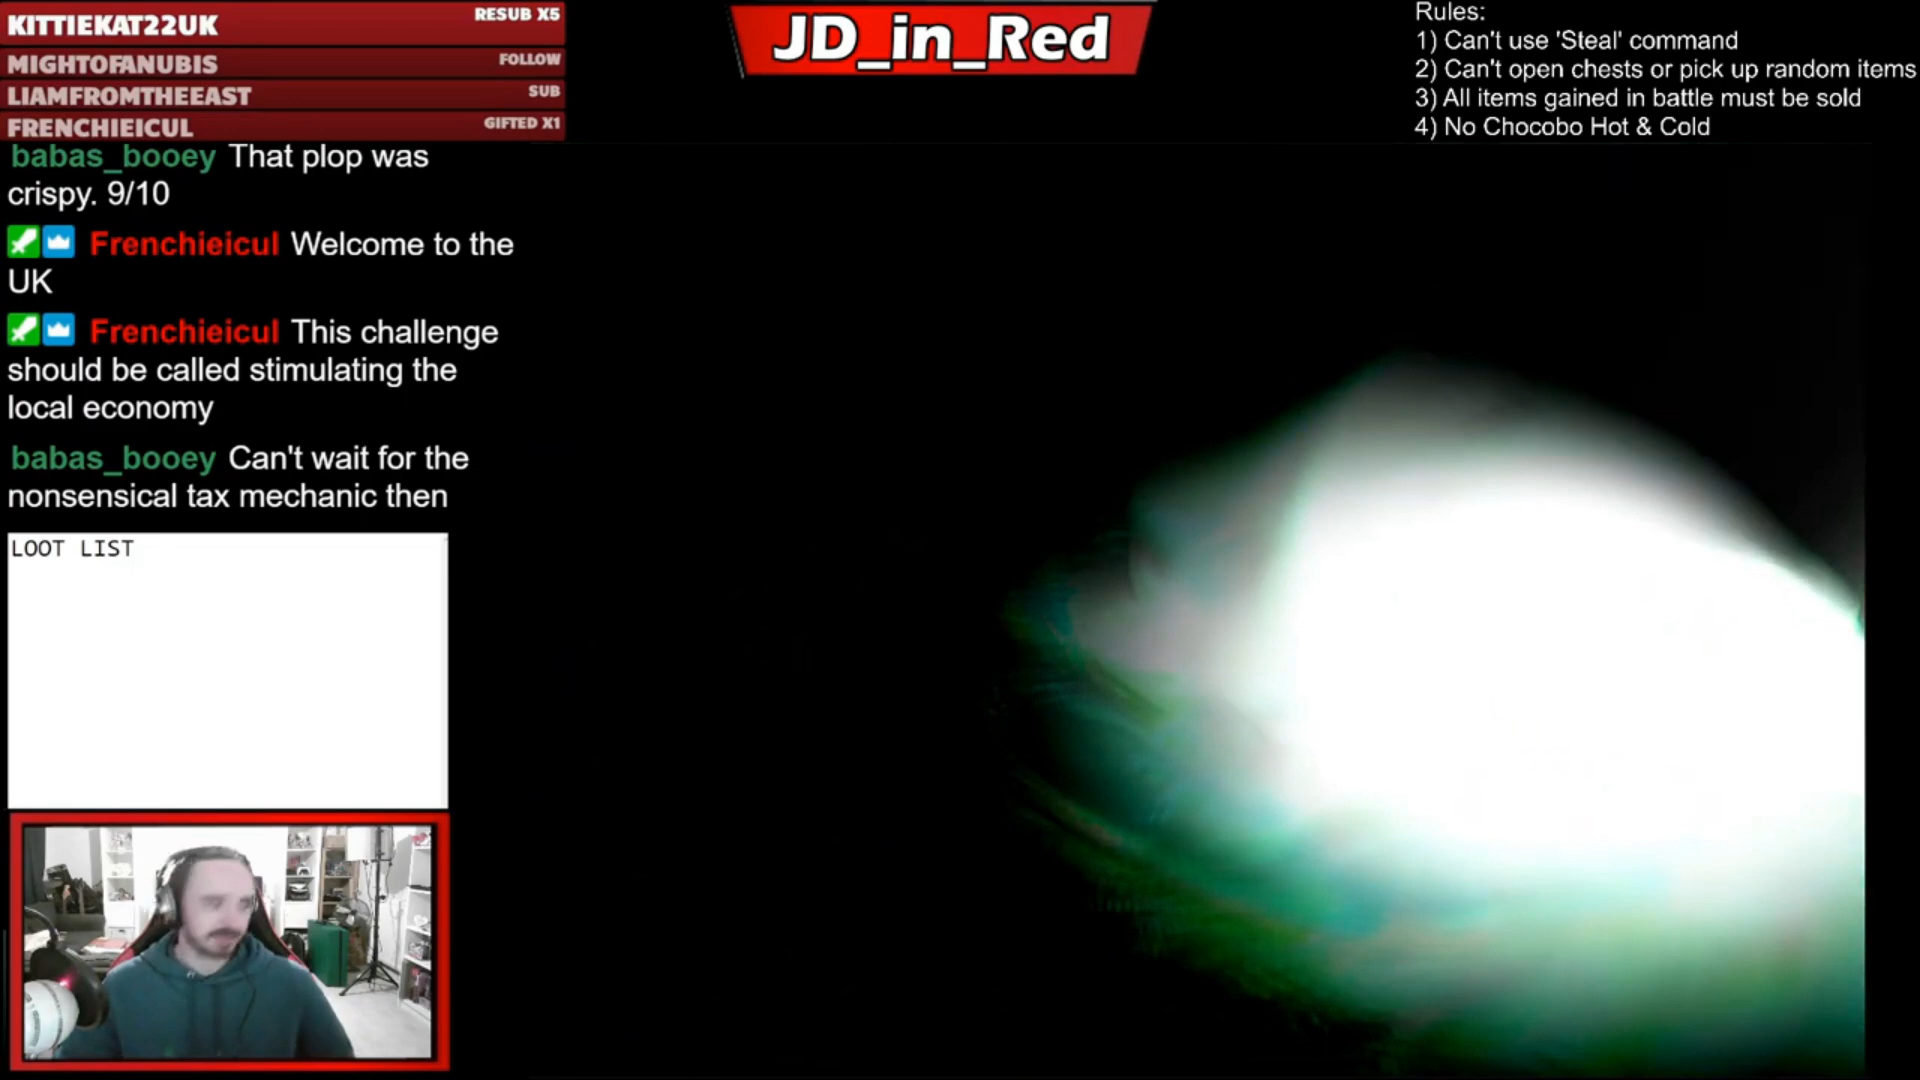 KITTIEKAT22UK RESUB X5
MIGHTOFANUBIS FOLLOW
LIAMFROMTHEEAST SUB
FRENCHIEICUL GIFTED X1
JD_in_Red
Rules:
1) Can't use 'Steal' command
2) Can't open chests or pick up random items
3) All items gained in battle must be sold
4) No Chocobo Hot & Cold
babas_booey That plop was
crispy. 9/10
Frenchieicul Welcome to the
UK
Frenchieicul This challenge
should be called stimulating the
local economy
babas_booey Can't wait for the
nonsensical tax mechanic then
LOOT LIST